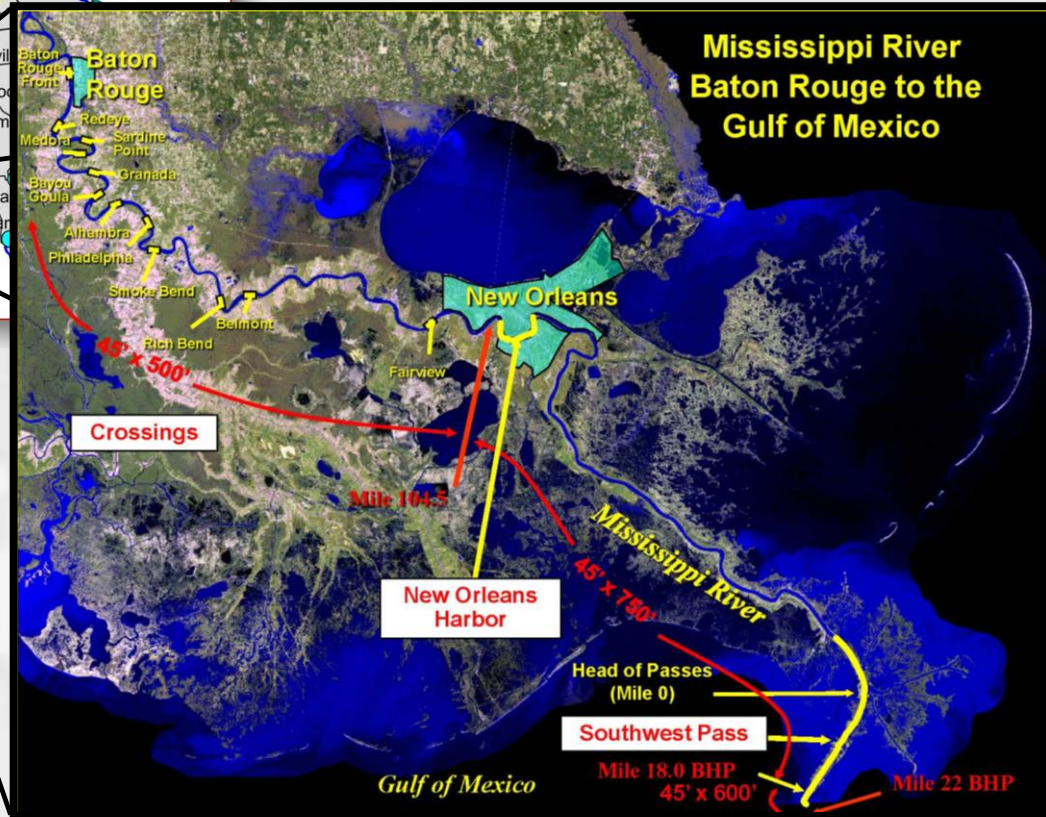 Mississippi River
Baton Rouge to the
Gulf of Mexico
Baton
Rouge
Front
Baton
Rouge
Redeye
Medora
Sardine
Point
Granada
Bayou
Goula
Alhambra
Philadelphia
Smoke Bend
Rich Bend
Belmont
Fairview
New Orleans
45' x 500'
Crossings
Mile 104.5
New Orleans
Harbor
45' x 750'
Mississippi River
Head of Passes
(Mile 0)
Southwest Pass
Mile 18.0 BHP
45' x 600'
Mile 22 BHP
Gulf of Mexico